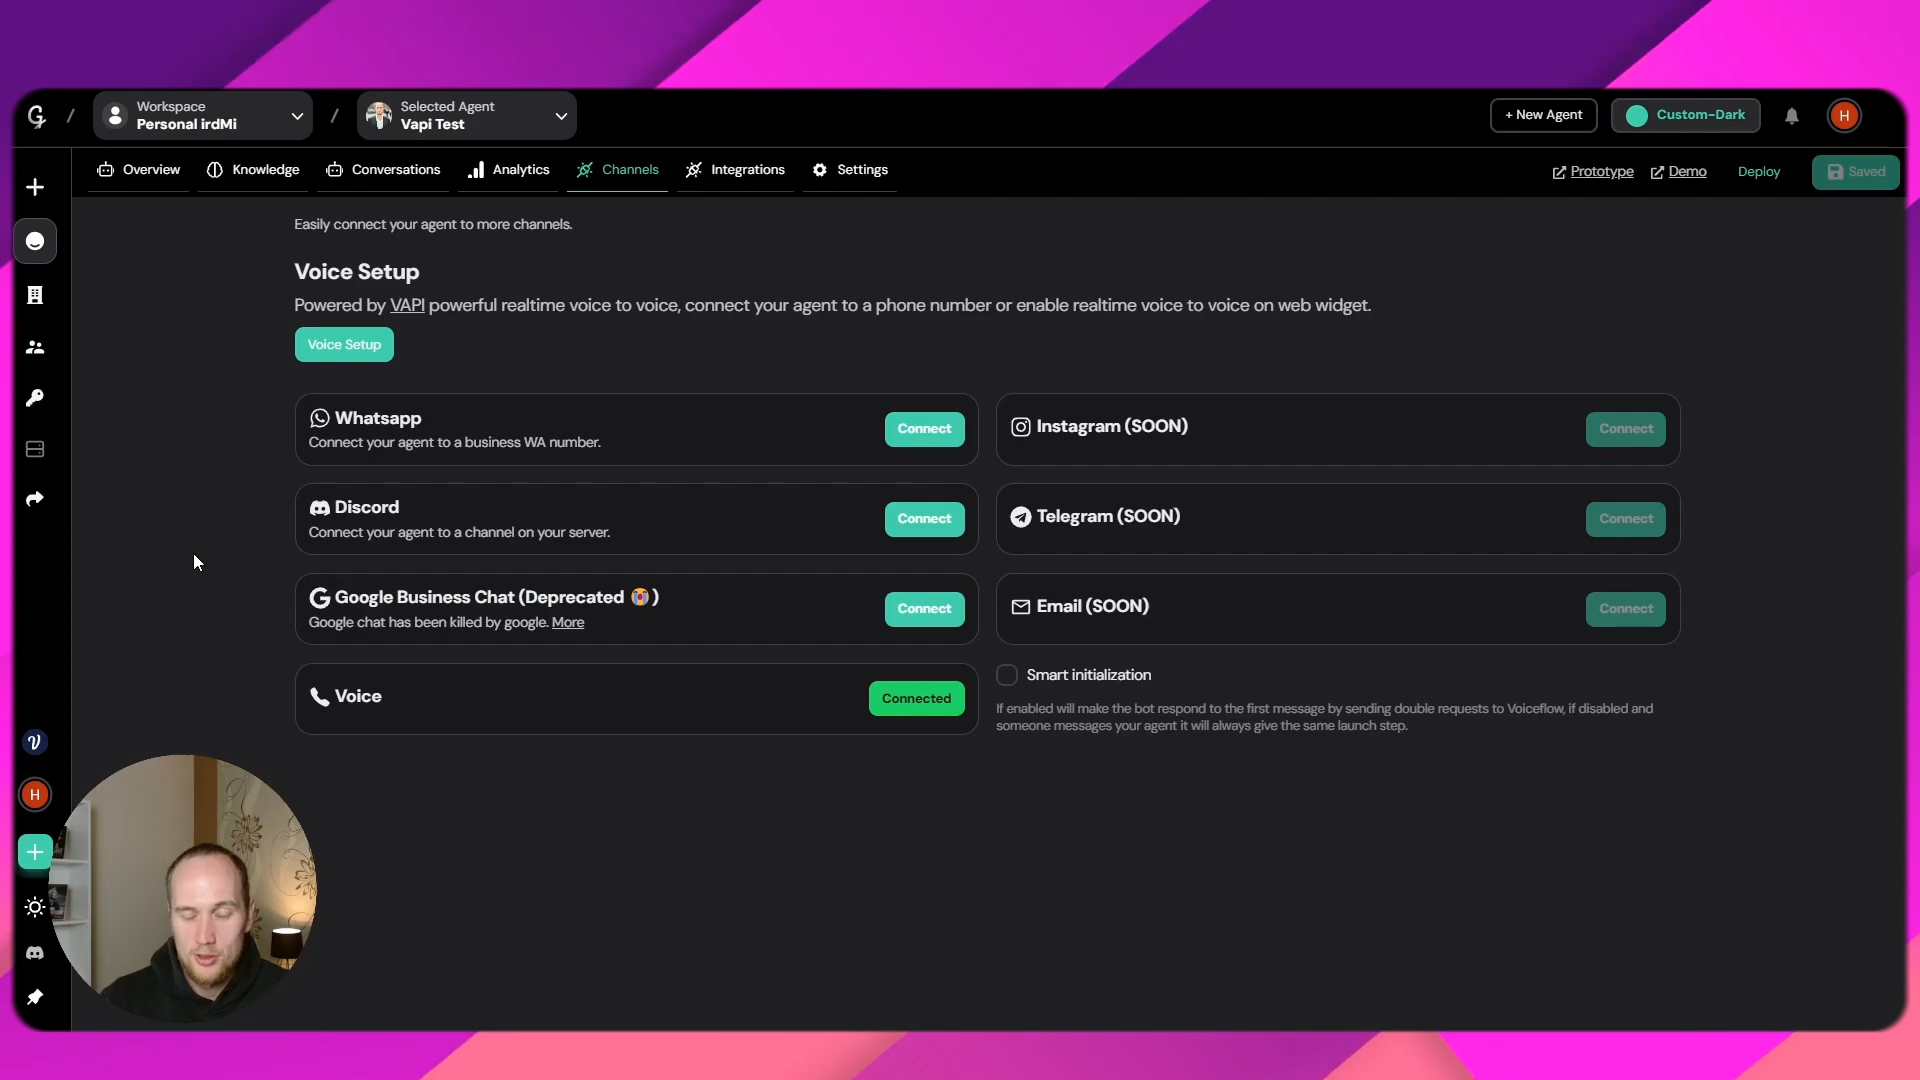 Workspace
Personal irdMi
Selected Agent
Vapi Test
+ New Agent
Custom-Dark
H
Overview
Knowledge
Conversations
Analytics
Channels
Integrations
Settings
Prototype
Demo
Deploy
Saved
Easily connect your agent to more channels.
Voice Setup
Powered by VAPI powerful realtime voice to voice, connect your agent to a phone number or enable realtime voice to voice on web widget.
Voice Setup
Whatsapp
Connect your agent to a business WA number.
Connect
Instagram (SOON)
Connect
Discord
Connect your agent to a channel on your server.
Connect
Telegram (SOON)
Connect
Google Business Chat (Deprecated 😭)
Google chat has been killed by google. More
Connect
Email (SOON)
Connect
Voice
Connected
Smart initialization
If enabled will make the bot respond to the first message by sending double requests to Voiceflow, if disabled and
someone messages your agent it will always give the same launch step.
V
H